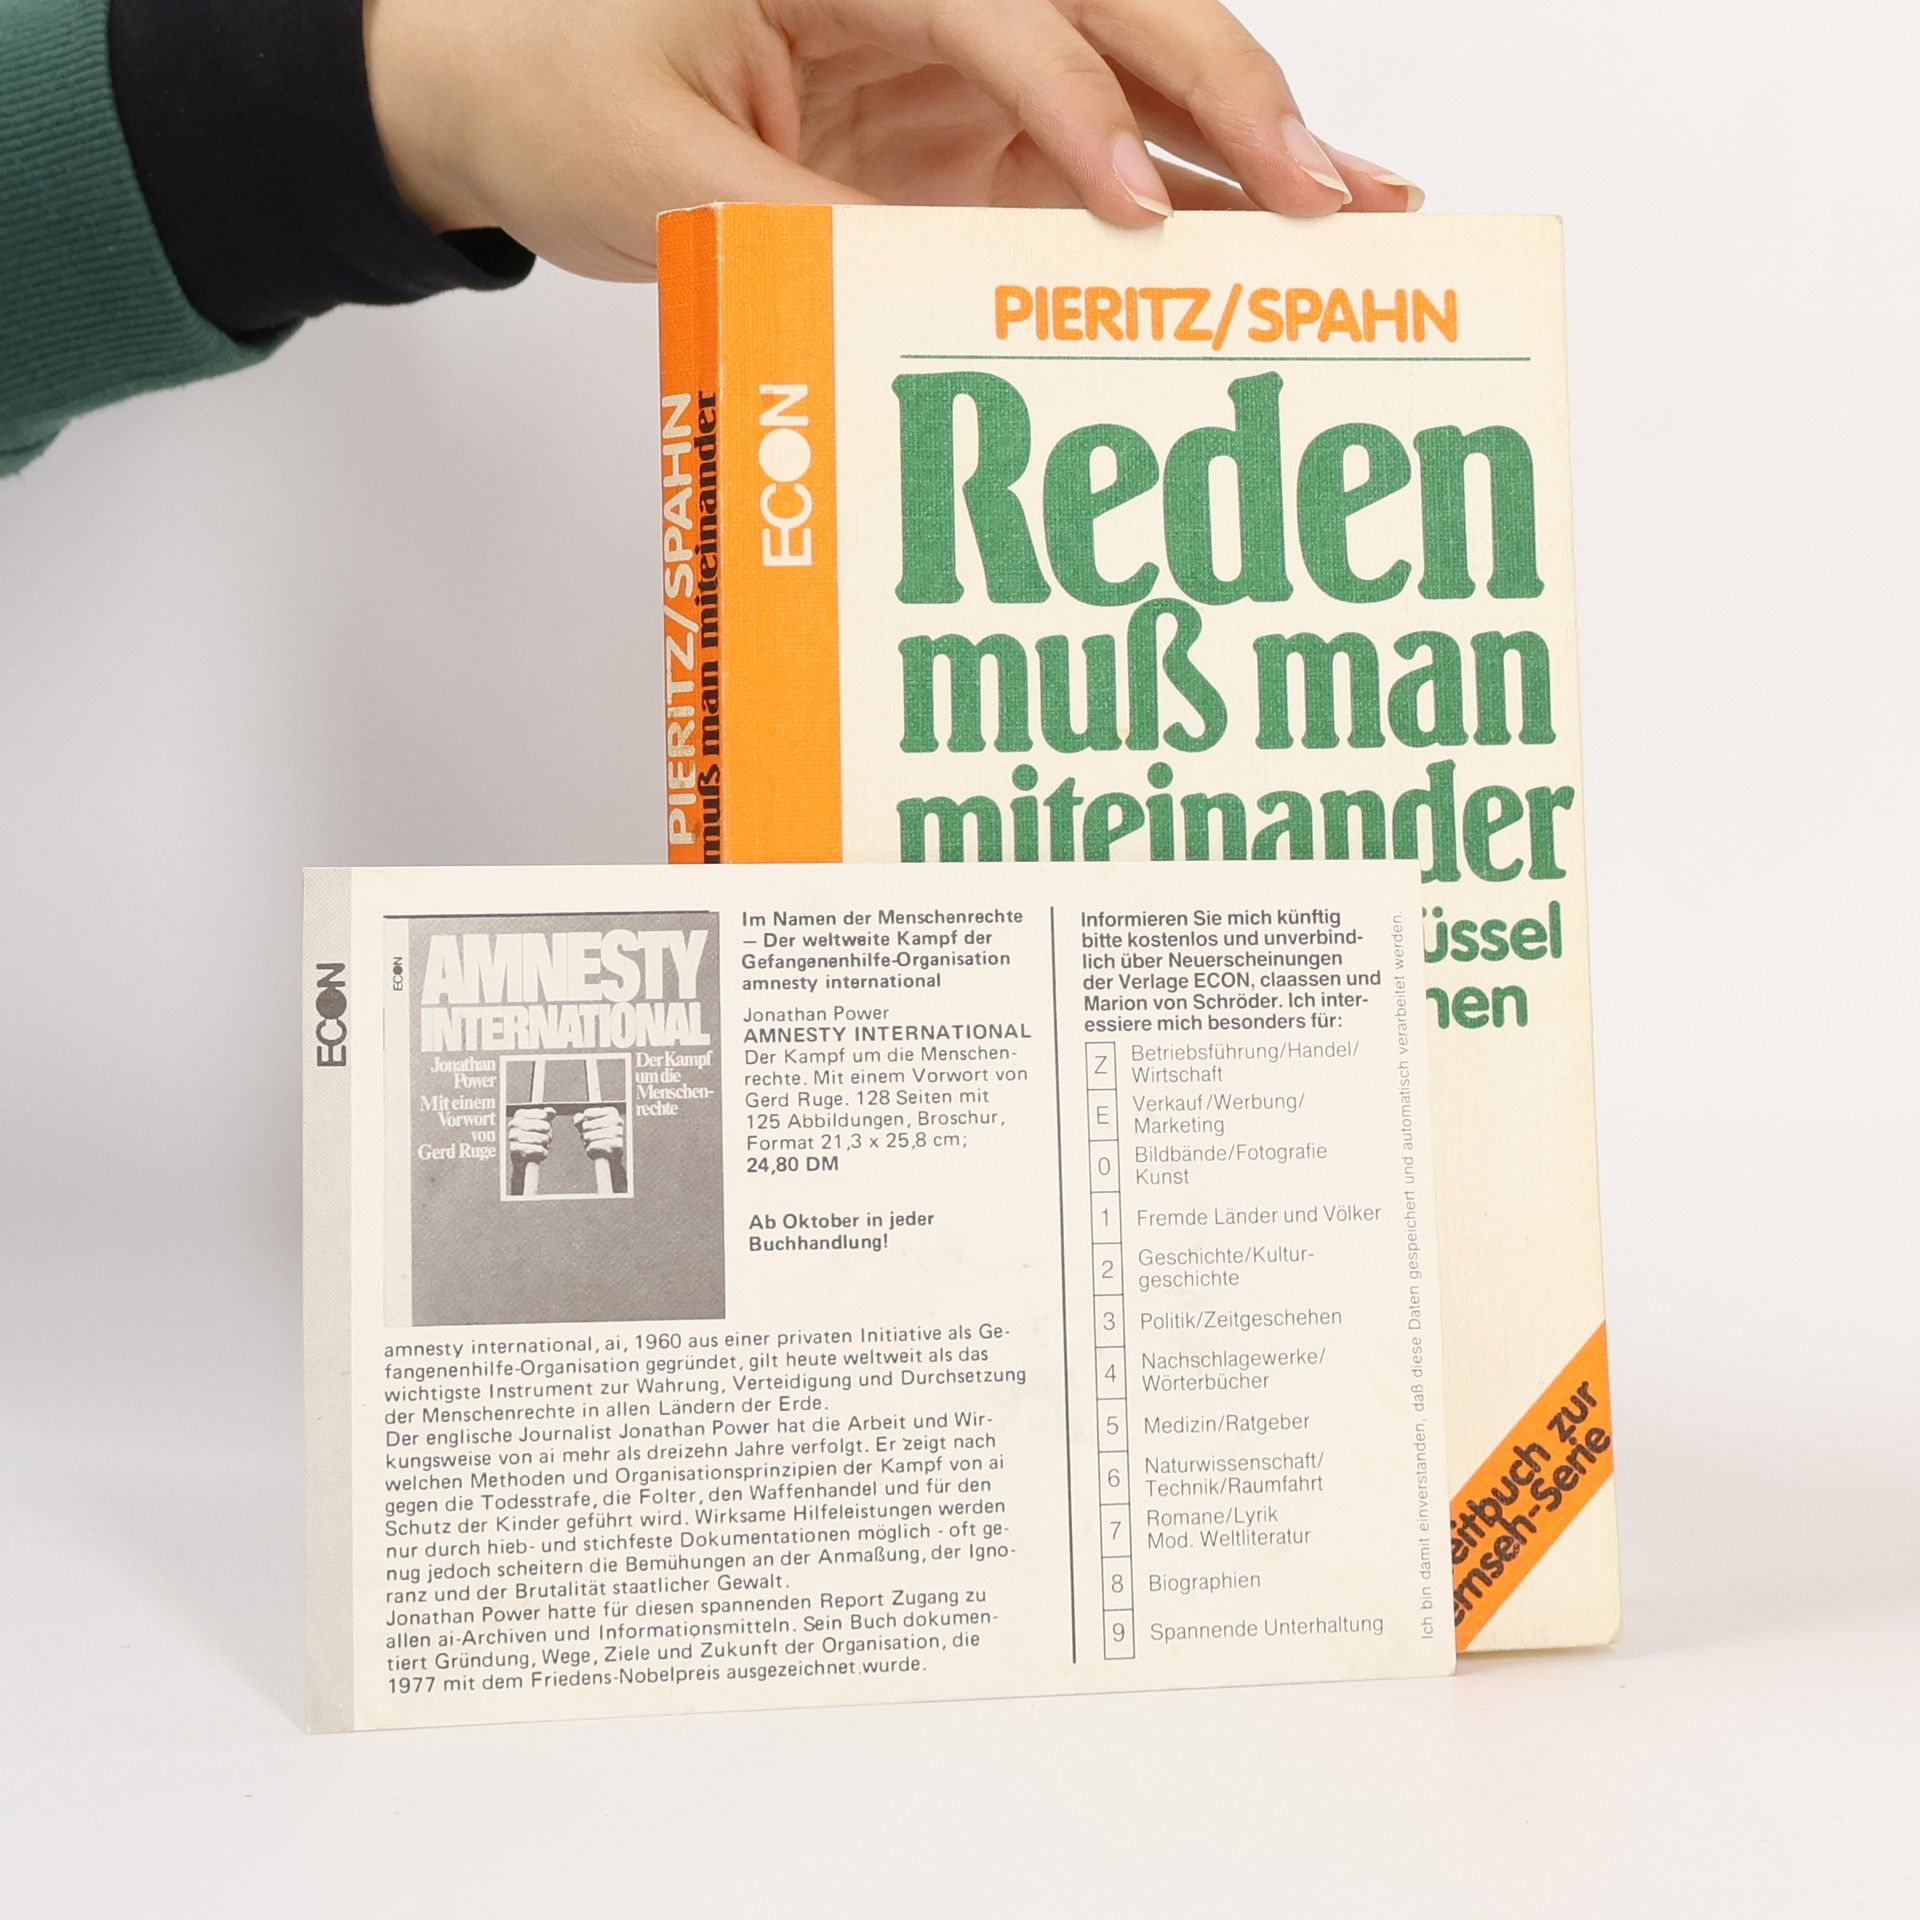 PIERITZ/SPAHN
Reden
muß man
miteinander
ECON
PIERITZ/SPAHN
muß man miteinander
ECON
AMNESTY
INTERNATIONAL
ECON
Jonathan
Power
Mit einem
Vorwort
von
Gerd Ruge
Der Kampf
um die
Menschen-
rechte
Im Namen der Menschenrechte
– Der weltweite Kampf der
Gefangenenhilfe-Organisation
amnesty international
Jonathan Power
AMNESTY INTERNATIONAL
Der Kampf um die Menschen-
rechte. Mit einem Vorwort von
Gerd Ruge. 128 Seiten mit
125 Abbildungen, Broschur,
Format 21,3 x 25,8 cm;
24,80 DM
Ab Oktober in jeder
Buchhandlung!
amnesty international, ai, 1960 aus einer privaten Initiative als Ge-
fangenenhilfe-Organisation gegründet, gilt heute weltweit als das
wichtigste Instrument zur Wahrung, Verteidigung und Durchsetzung
der Menschenrechte in allen Ländern der Erde.
Der englische Journalist Jonathan Power hat die Arbeit und Wir-
kungsweise von ai mehr als dreizehn Jahre verfolgt. Er zeigt nach
welchen Methoden und Organisationsprinzipien der Kampf von ai
gegen die Todesstrafe, die Folter, den Waffenhandel und für den
Schutz der Kinder geführt wird. Wirksame Hilfeleistungen werden
nur durch hieb- und stichfeste Dokumentationen möglich - oft ge-
nug jedoch scheitern die Bemühungen an der Anmaßung, der Igno-
ranz und der Brutalität staatlicher Gewalt.
Jonathan Power hatte für diesen spannenden Report Zugang zu
allen ai-Archiven und Informationsmitteln. Sein Buch dokumen-
tiert Gründung, Wege, Ziele und Zukunft der Organisation, die
1977 mit dem Friedens-Nobelpreis ausgezeichnet wurde.
Informieren Sie mich künftig
bitte kostenlos und unverbind-
lich über Neuerscheinungen
der Verlage ECON, claassen und
Marion von Schröder. Ich inter-
essiere mich besonders für:
Z Betriebsführung/Handel/
Wirtschaft
E Verkauf/Werbung/
Marketing
0 Bildbände/Fotografie
Kunst
1 Fremde Länder und Völker
2 Geschichte/Kultur-
geschichte
3 Politik/Zeitgeschehen
4 Nachschlagewerke/
Wörterbücher
5 Medizin/Ratgeber
6 Naturwissenschaft/
Technik/Raumfahrt
7 Romane/Lyrik
Mod. Weltliteratur
8 Biographien
9 Spannende Unterhaltung
Ich bin damit einverstanden, daß diese Daten gespeichert und automatisch verarbeitet werden.
üssel
nen
eitbuch zur
ernseh-Serie